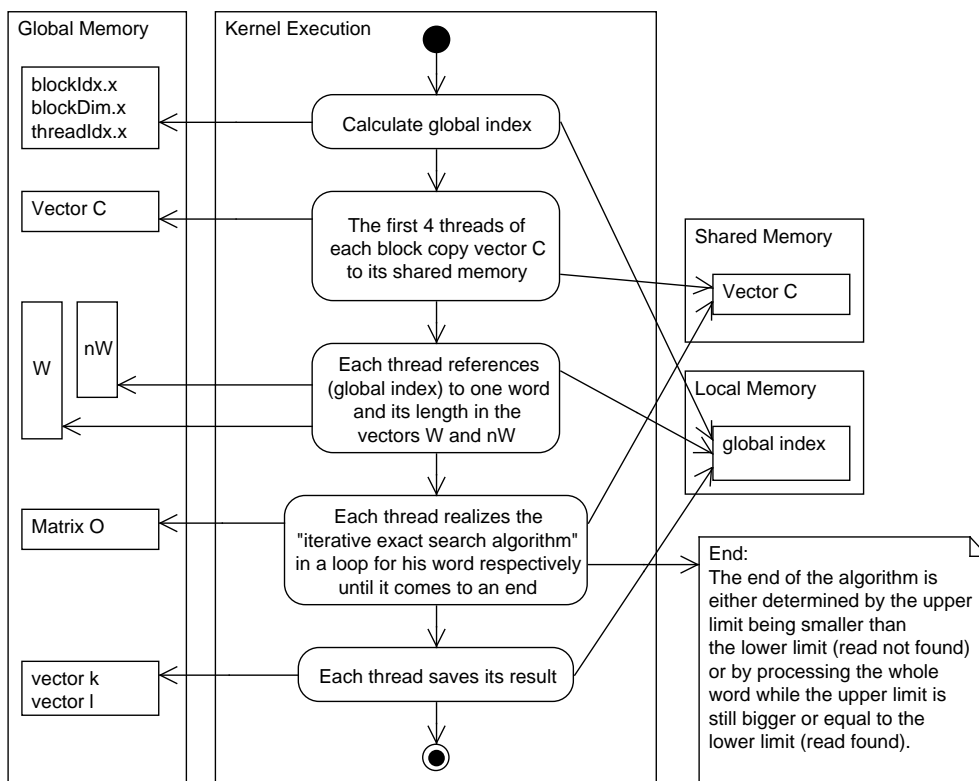 Global Memory
blockIdx.x
blockDim.x
threadIdx.x
Vector C
W
nW
Matrix O
vector k
vector l
Kernel Execution
Calculate global index
The first 4 threads of
each block copy vector C
to its shared memory
Each thread references
(global index) to one word
and its length in the
vectors W and nW
Each thread realizes the
"iterative exact search algorithm"
in a loop for his word respectively
until it comes to an end
Each thread saves its result
Shared Memory
Vector C
Local Memory
global index
End:
The end of the algorithm is
either determined by the upper
limit being smaller than
the lower limit (read not found)
or by processing the whole
word while the upper limit is
still bigger or equal to the
lower limit (read found).